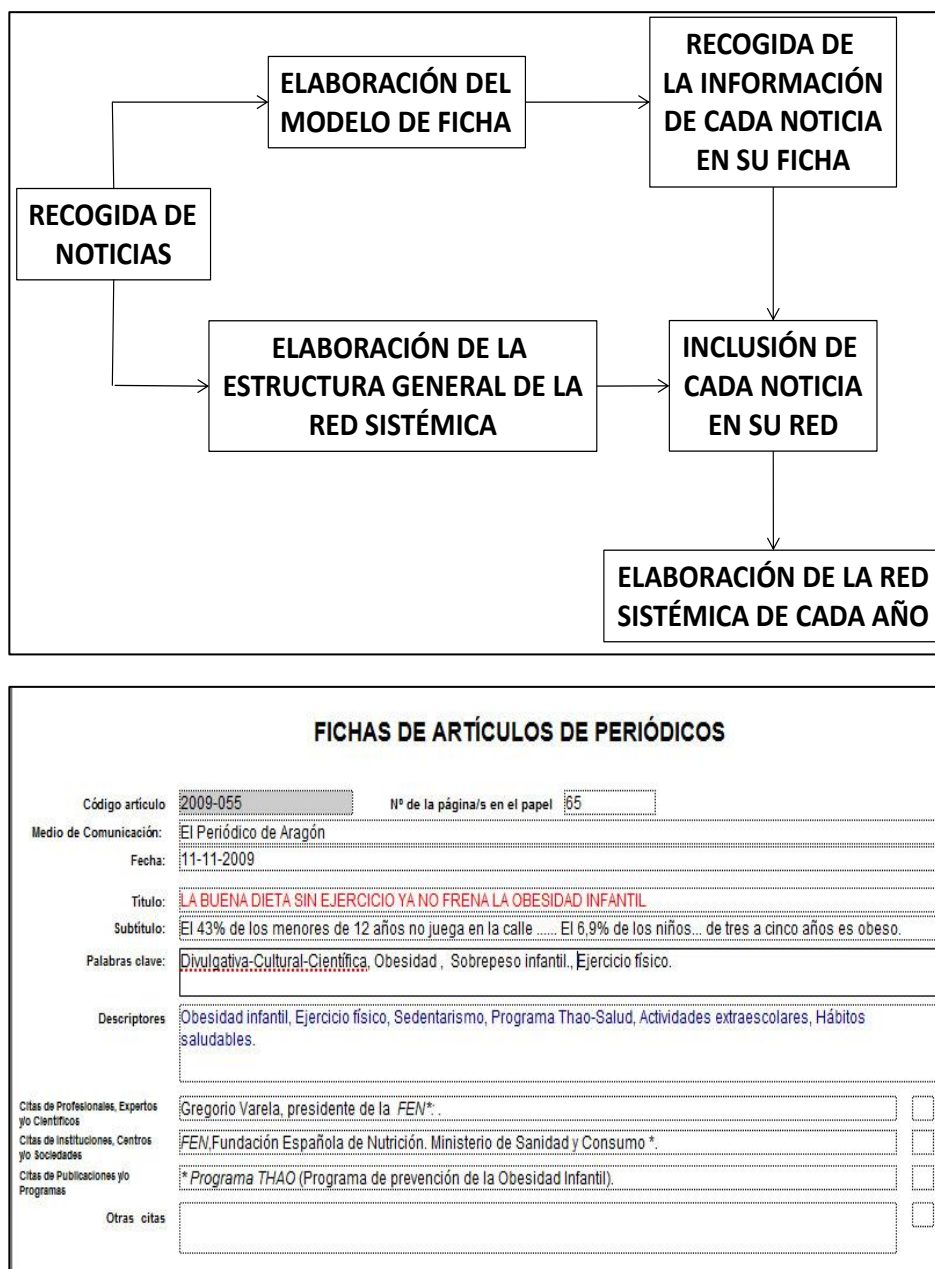 ELABORACIÓN DEL
MODELO DE FICHA
RECOGIDA DE
LA INFORMACIÓN
DE CADA NOTICIA
EN SU FICHA
RECOGIDA DE
NOTICIAS
ELABORACIÓN DE LA
ESTRUCTURA GENERAL DE LA
RED SISTÉMICA
INCLUSIÓN DE
CADA NOTICIA
EN SU RED
ELABORACIÓN DE LA RED
SISTÉMICA DE CADA AÑO
FICHAS DE ARTÍCULOS DE PERIÓDICOS
Código artículo 2009-055 Nº de la página/s en el papel 65
Medio de Comunicación: El Periódico de Aragón
Fecha: 11-11-2009
Titulo: LA BUENA DIETA SIN EJERCICIO YA NO FRENA LA OBESIDAD INFANTIL
Subtítulo: El 43% de los menores de 12 años no juega en la calle ...... El 6,9% de los niños... de tres a cinco años es obeso.
Palabras clave: Divulgativa-Cultural-Científica, Obesidad , Sobrepeso infantil., Ejercicio físico.
Descriptores Obesidad infantil, Ejercicio físico, Sedentarismo, Programa Thao-Salud, Actividades extraescolares, Hábitos
saludables.
Citas de Profesionales, Expertos
y/o Científicos Gregorio Varela, presidente de la FEN*: .
Citas de Instituciones, Centros
y/o Sociedades FEN,Fundación Española de Nutrición. Ministerio de Sanidad y Consumo *.
Citas de Publicaciones y/o
Programas * Programa THAO (Programa de prevención de la Obesidad Infantil).
Otras citas